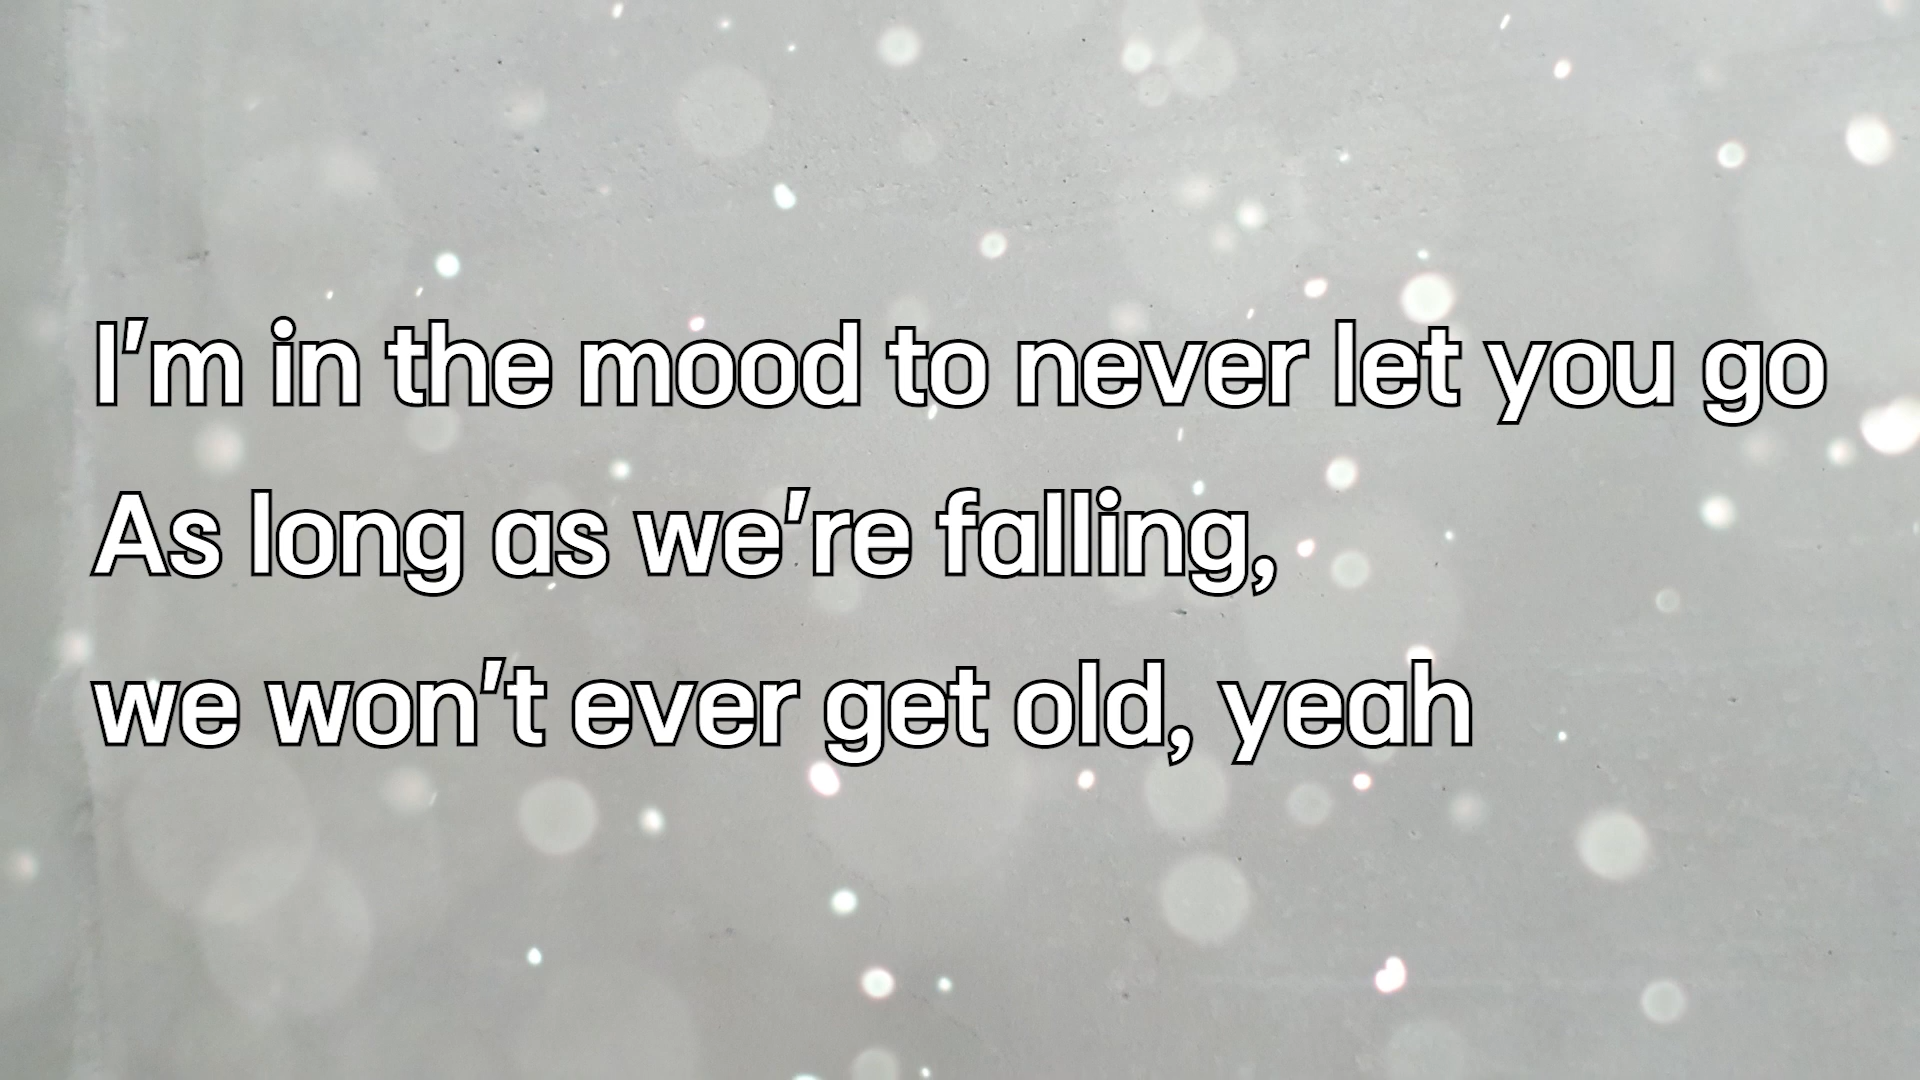 I'm in the mood to never let you go
As long as we're falling,
we won't ever get old, yeah